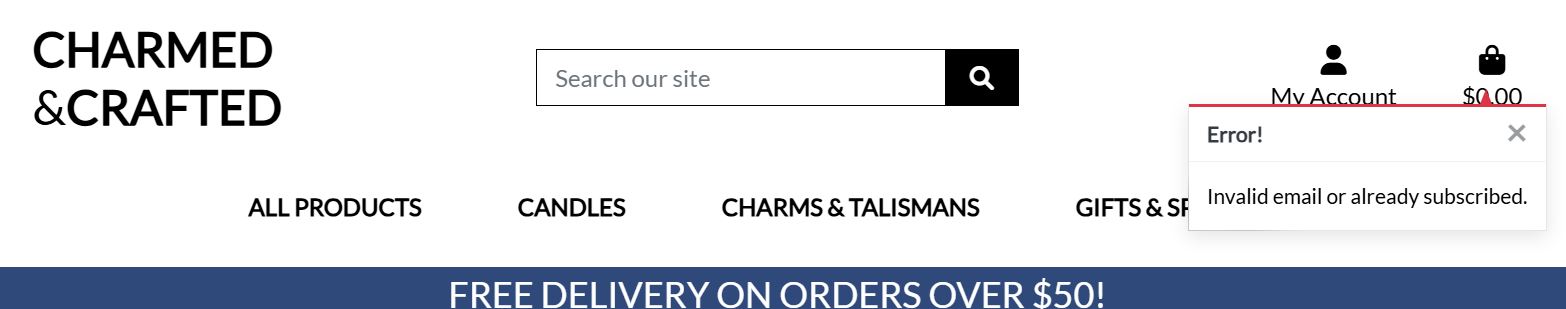 CHARMED
&CRAFTED
Search our site
My Account
$0.00
Error!
Invalid email or already subscribed.
ALL PRODUCTS CANDLES CHARMS & TALISMANS GIFTS & SP
FREE DELIVERY ON ORDERS OVER $50!